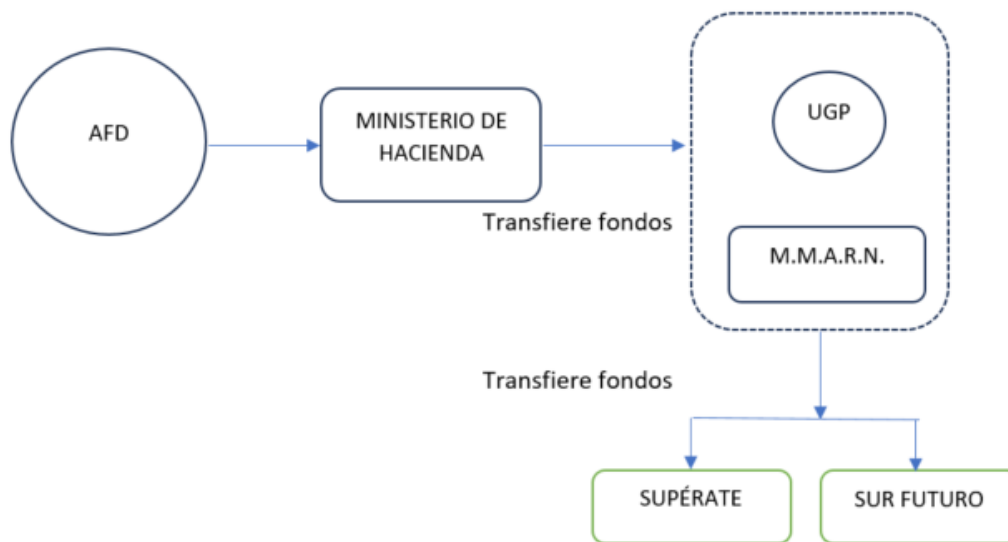 AFD
MINISTERIO DE
HACIENDA
UGP
Transfiere fondos
M.M.A.R.N.
Transfiere fondos
SUPÉRATE
SUR FUTURO